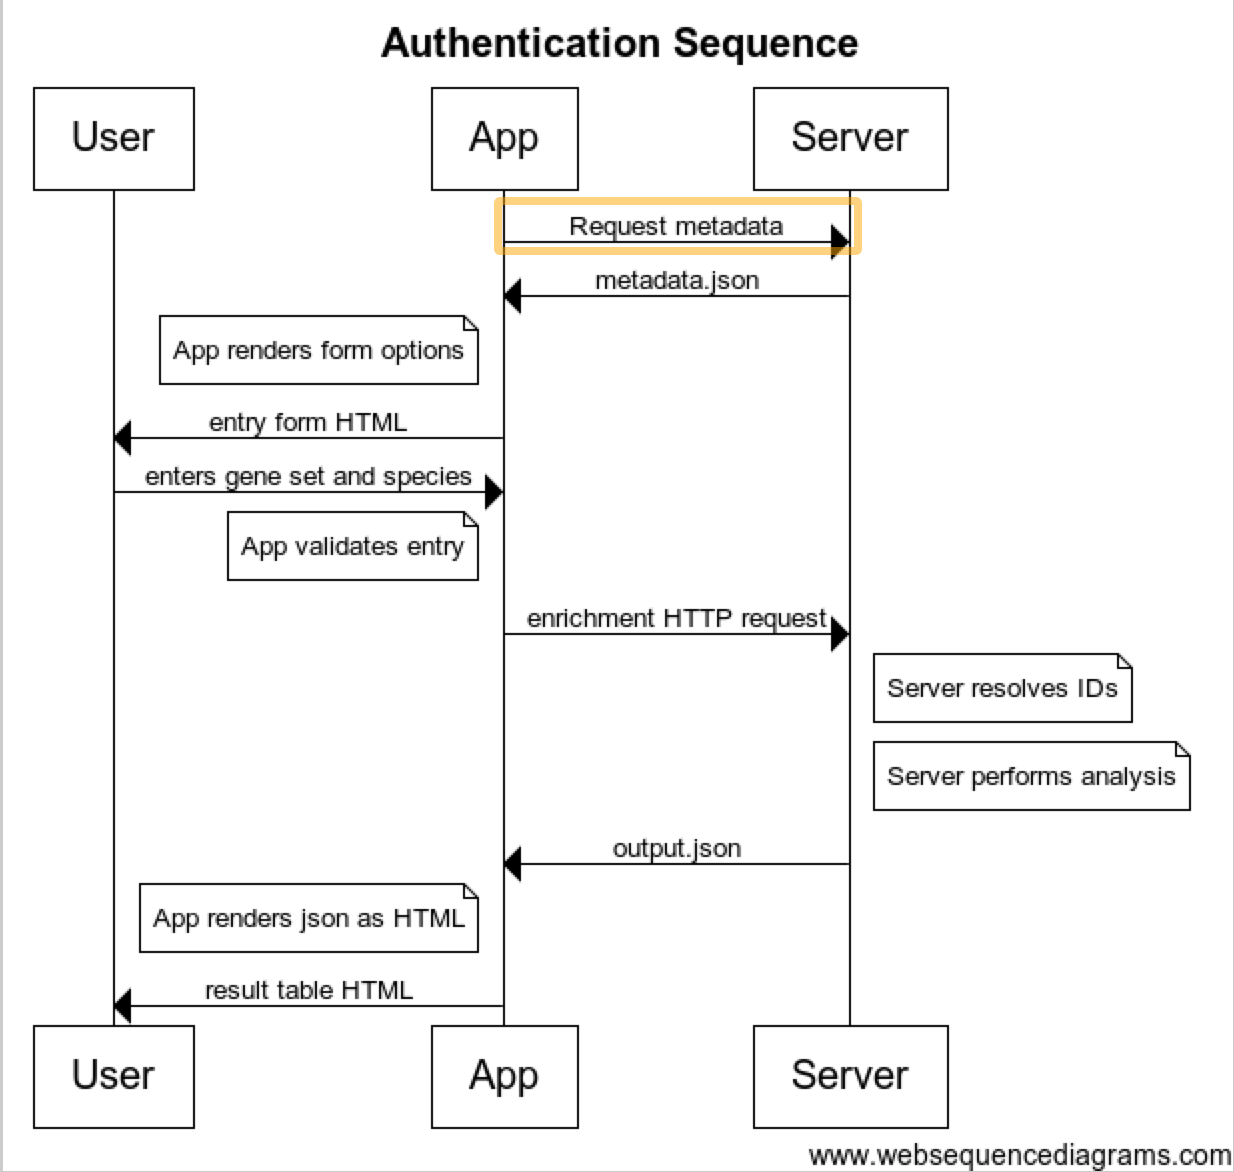 Authentication Sequence
User
App
Server
Request metadata
metadata.json
App renders form options
entry form HTML
enters gene set and species
App validates entry
enrichment HTTP request
Server resolves IDs
Server performs analysis
output.json
App renders json as HTML
result table HTML
User
App
Server
www.websequencediagrams.com